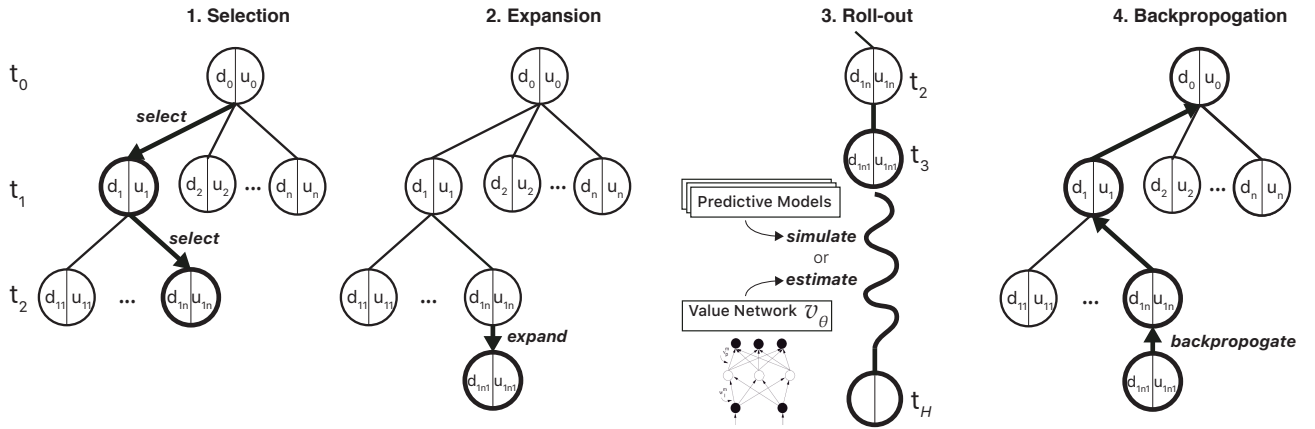 1. Selection
2. Expansion
3. Roll-out
4. Backpropogation
t0
d0 u0
select
t1
d1 u1
d2 u2
...
dn un
select
t2
d11 u11
...
d1n u1n
d0 u0
d1 u1
d2 u2
...
dn un
d11 u11
...
d1n u1n
expand
d1n1 u1n1
d1n u1n
t2
d1n1 u1n1
t3
Predictive Models
simulate
or
estimate
Value Network vθ
tH
d0 u0
d1 u1
d2 u2
...
dn un
d11 u11
...
d1n u1n
backpropogate
d1n1 u1n1